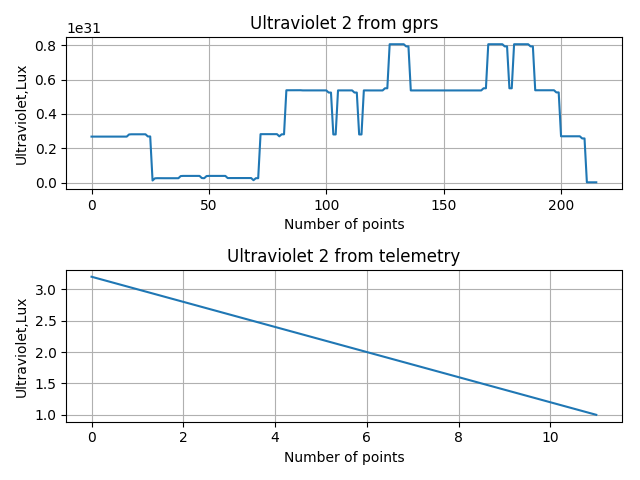 Ultraviolet 2 from gprs
1e31
0.8
0.6
0.4
0.2
0.0
Ultraviolet,Lux
0 50 100 150 200
Number of points
Ultraviolet 2 from telemetry
3.0
2.5
2.0
1.5
1.0
Ultraviolet,Lux
0 2 4 6 8 10
Number of points